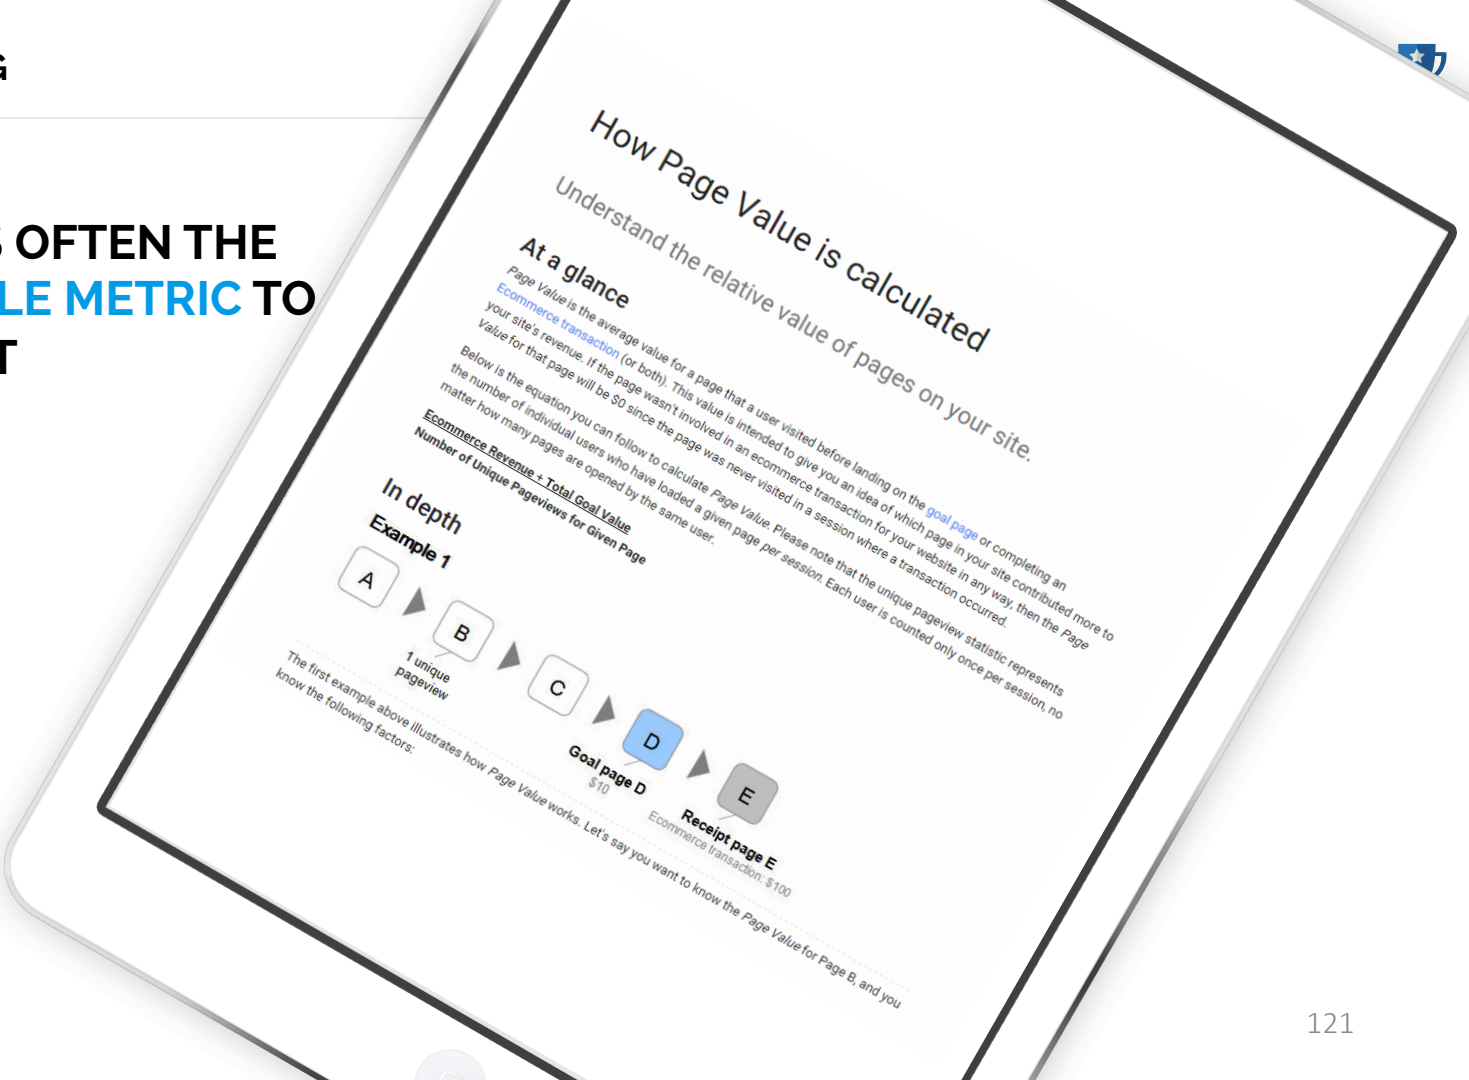 G
S OFTEN THE
LE METRIC TO
T
How Page Value is calculated
Understand the relative value of pages on your site.
At a glance
Page Value is the average value for a page that a user visited before landing on the goal page or completing an
Ecommerce transaction (or both). This value is intended to give you an idea of which page in your site contributed more to
your site's revenue. If the page wasn't involved in an ecommerce transaction for your website in any way, then the Page
Value for that page will be $0 since the page was never visited in a session where a transaction occurred.
Below is the equation you can follow to calculate Page Value. Please note that the unique pageview statistic represents
the number of individual users who have loaded a given page per session. Each user is counted only once per session, no
matter how many pages are opened by the same user.
Ecommerce Revenue + Total Goal Value
Number of Unique Pageviews for Given Page
In depth
Example 1
A
B
C
D
E
1 unique
pageview
Goal page D
$10
Receipt page E
Ecommerce transaction: $100
The first example above illustrates how Page Value works. Let's say you want to know the Page Value for Page B, and you
know the following factors:
121